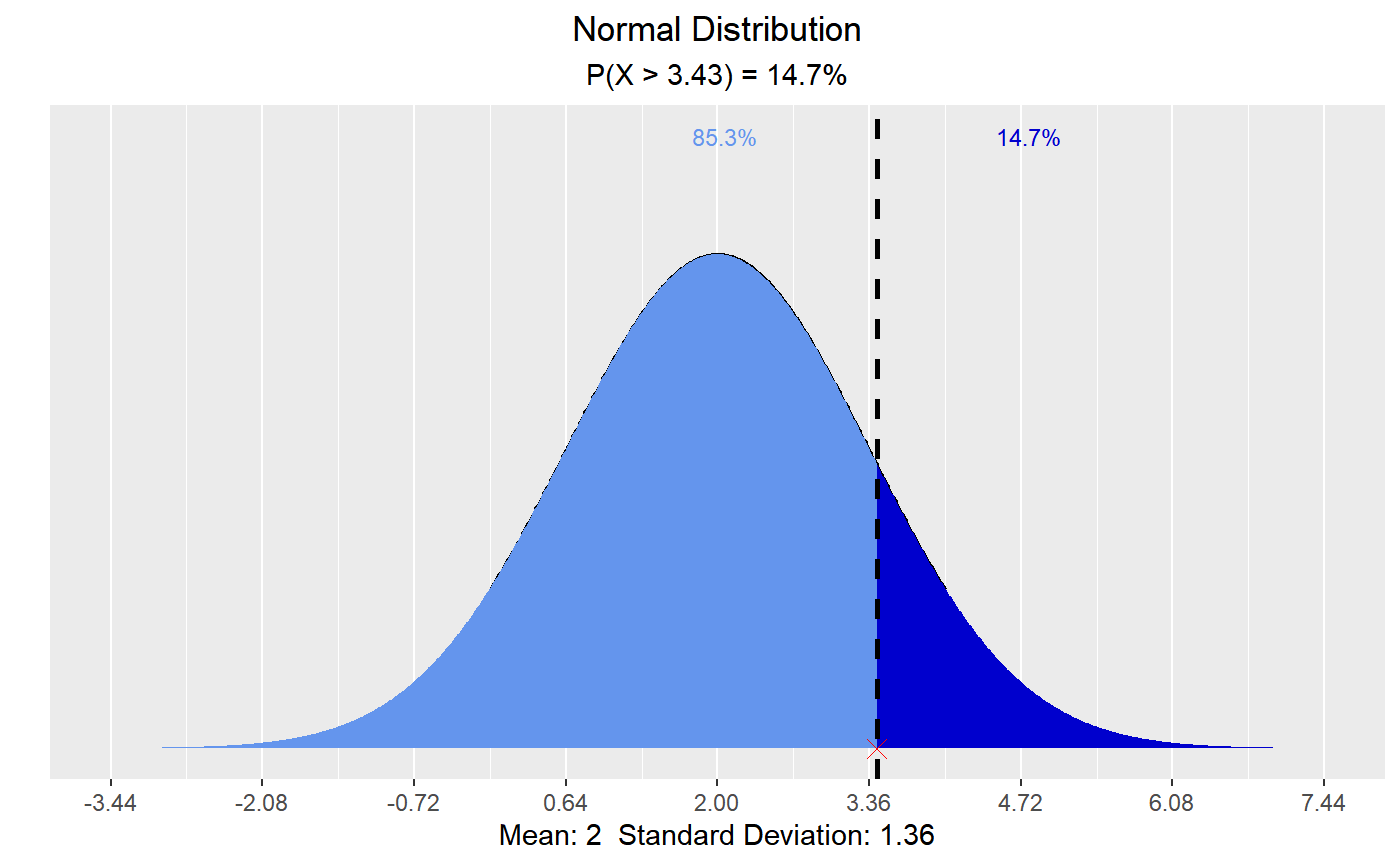 Normal Distribution
P(X > 3.43) = 14.7%
85.3% 14.7%
-3.44 -2.08 -0.72 0.64 2.00 3.36 4.72 6.08 7.44
Mean: 2  Standard Deviation: 1.36